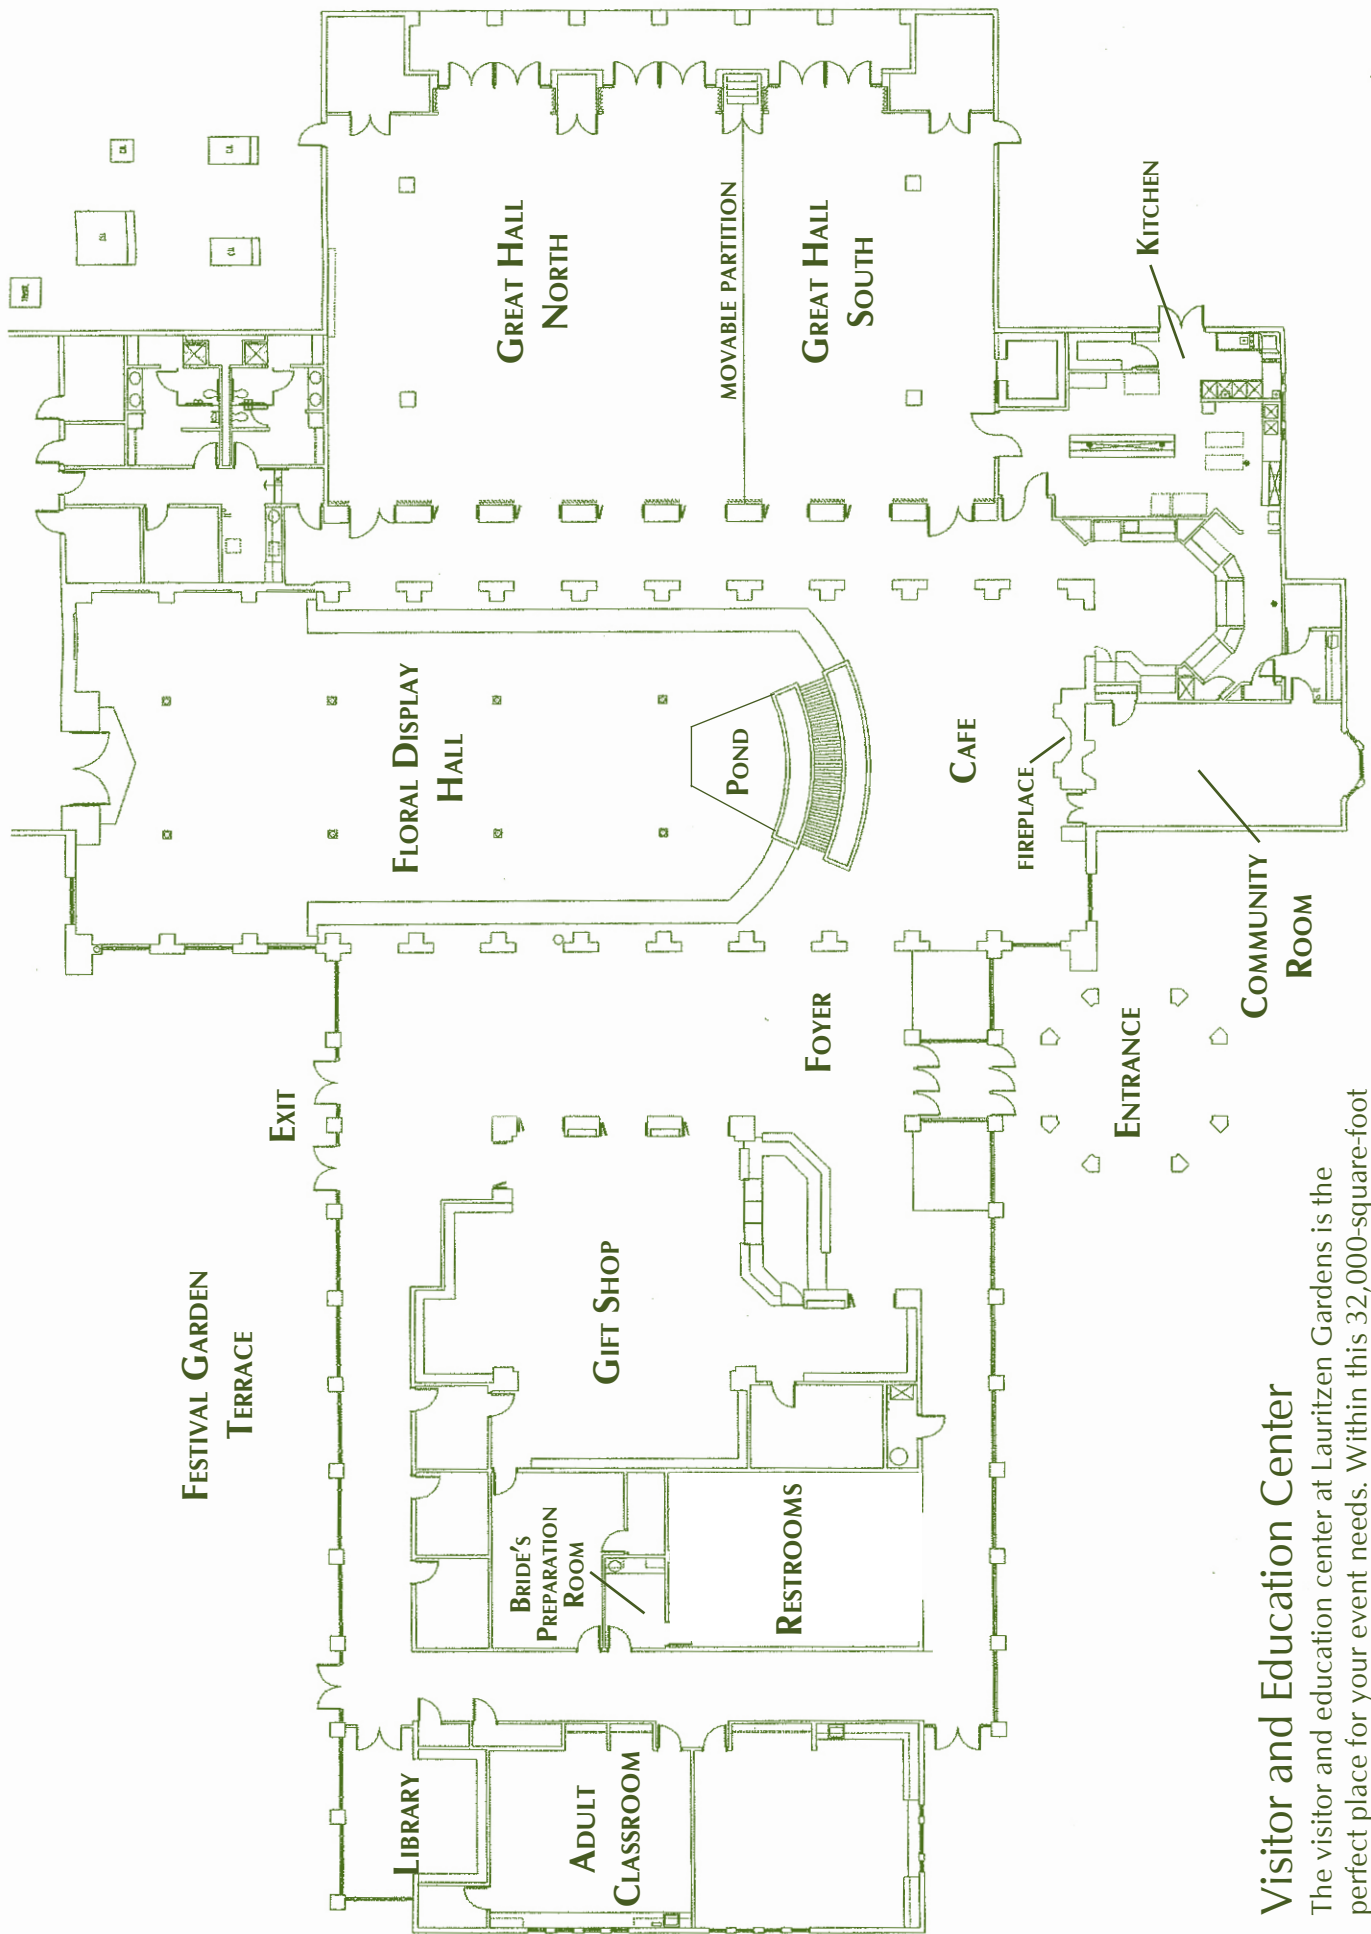 FESTIVAL GARDEN
TERRACE
EXIT
LIBRARY
ADULT
CLASSROOM
BRIDE'S
PREPARATION
ROOM
RESTROOMS
GIFT SHOP
FOYER
ENTRANCE
FLORAL DISPLAY
HALL
POND
CAFE
FIREPLACE
COMMUNITY
ROOM
GREAT HALL
NORTH
MOVABLE PARTITION
GREAT HALL
SOUTH
KITCHEN
Visitor and Education Center
The visitor and education center at Lauritzen Gardens is the
perfect place for your event needs. Within this 32,000-square-foot